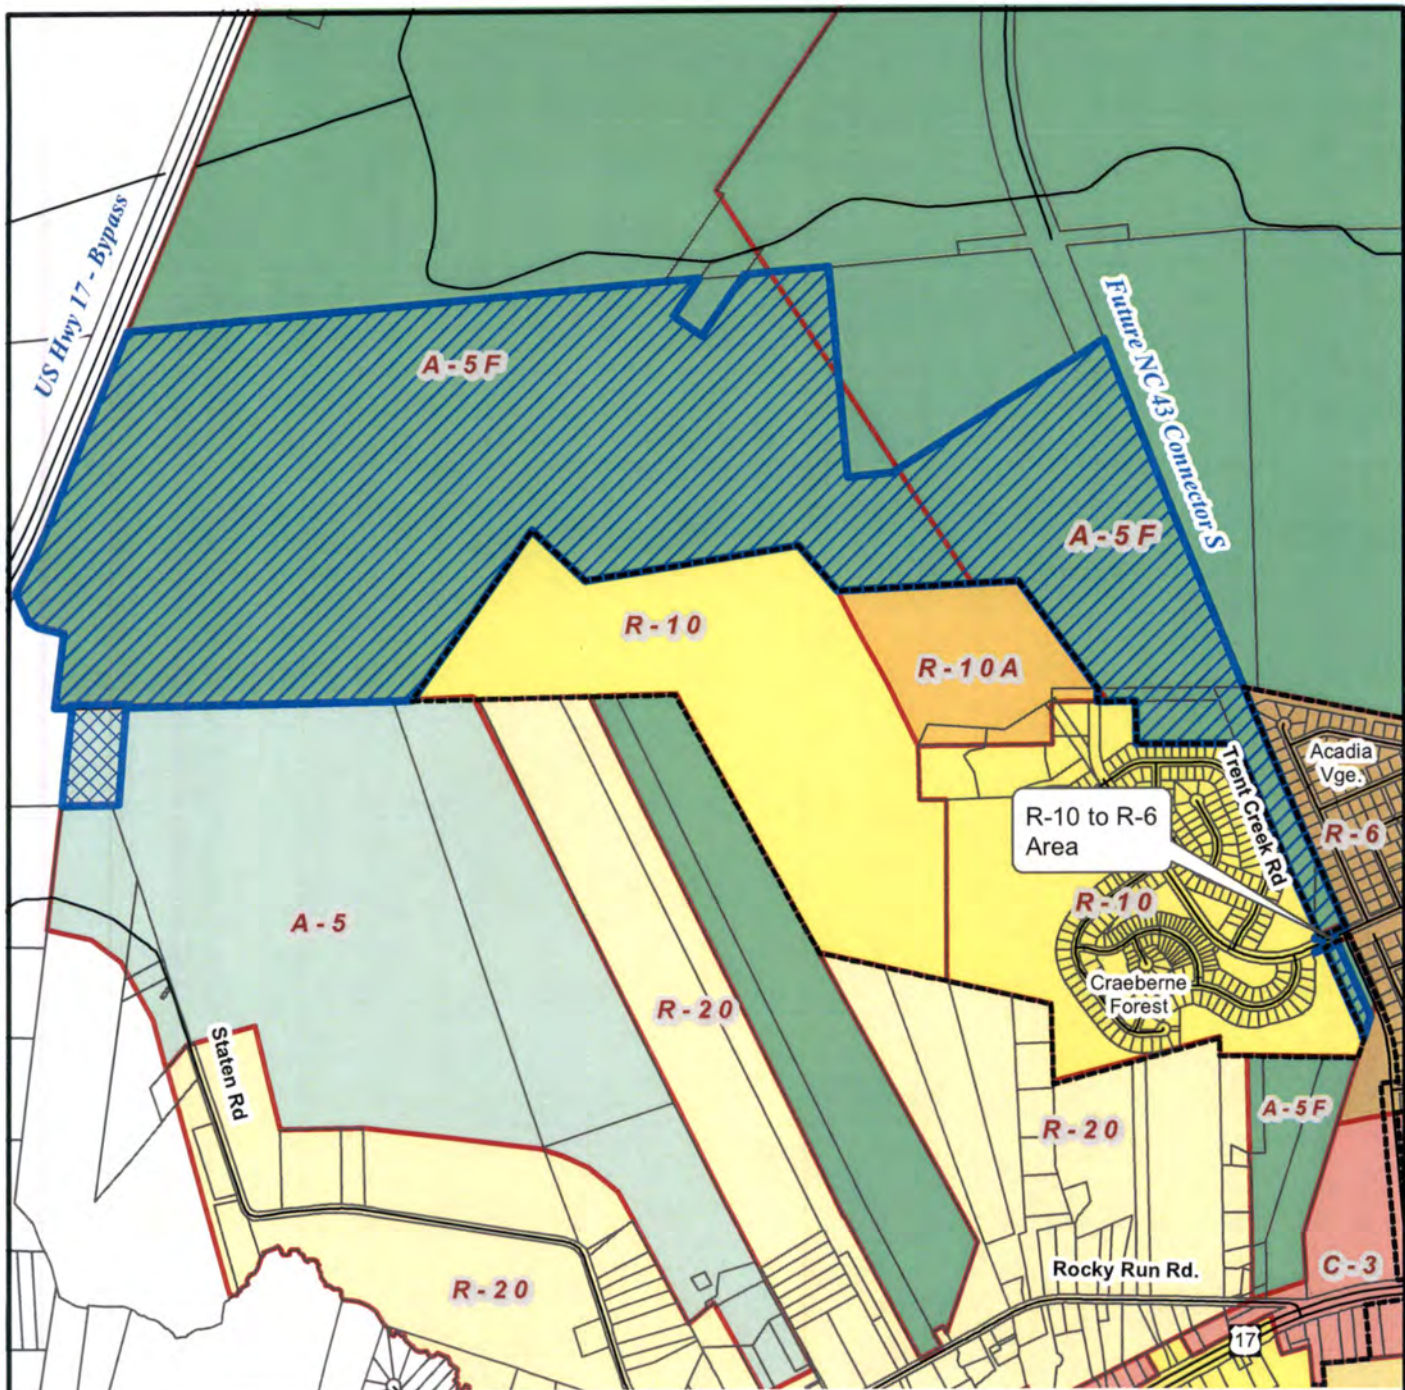 US Hwy 17 - Bypass
Future NC 43 Connector S
A-5F
A-5F
R-10
R-10A
Trent Creek Rd
Acadia
Vge.
R-10 to R-6
Area
R-6
R-10
A-5
Craeberne
Forest
R-20
Staten Rd
A-5F
R-20
Rocky Run Rd.
C-3
R-20
17